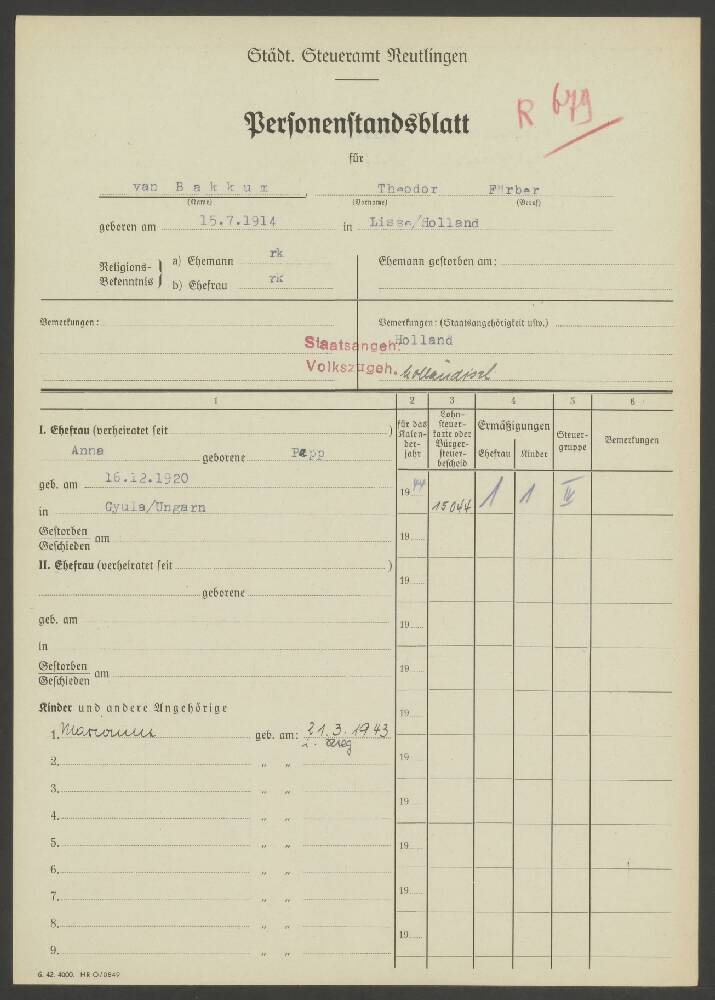 Städt. Steueramt Reutlingen
R 679
Personenstandsblatt
für
van Bakkum Theodor Färber
(Name) (Vorname) (Beruf)
geboren am 15.7.1914 in Lisse/Holland
Religions-Bekenntnis a) Ehemann rk Ehemann gestorben am:
b) Ehefrau rk
Bemerkungen: Bemerkungen: (Staatsangehörigkeit usw.)
Staatsangeh. Holland
Volkszugeh. holländisch
1 2 3 4 5 6
für das Kalenderjahr Lohnsteuerkarte oder Bürgersteuerbescheid Ermäßigungen Ehefrau Kinder Steuergruppe Bemerkungen
I. Ehefrau (verheiratet seit )
Anna geborene Papp
geb. am 16.12.1920
1944 15044 1 1 IV
in Gyula/Ungarn
Gestorben
Geschieden am 19
II. Ehefrau (verheiratet seit ) 19
geborene
geb. am 19
in
Gestorben
Geschieden am 19
Kinder und andere Angehörige 19
1. Marianne geb. am: 21.3.1943
2. " " 19
3. " " 19
4. " "
5. " " 19
6. " "
7. " " 19
8. " " 19
9. " "
G. 42. 4000. HR O/0849